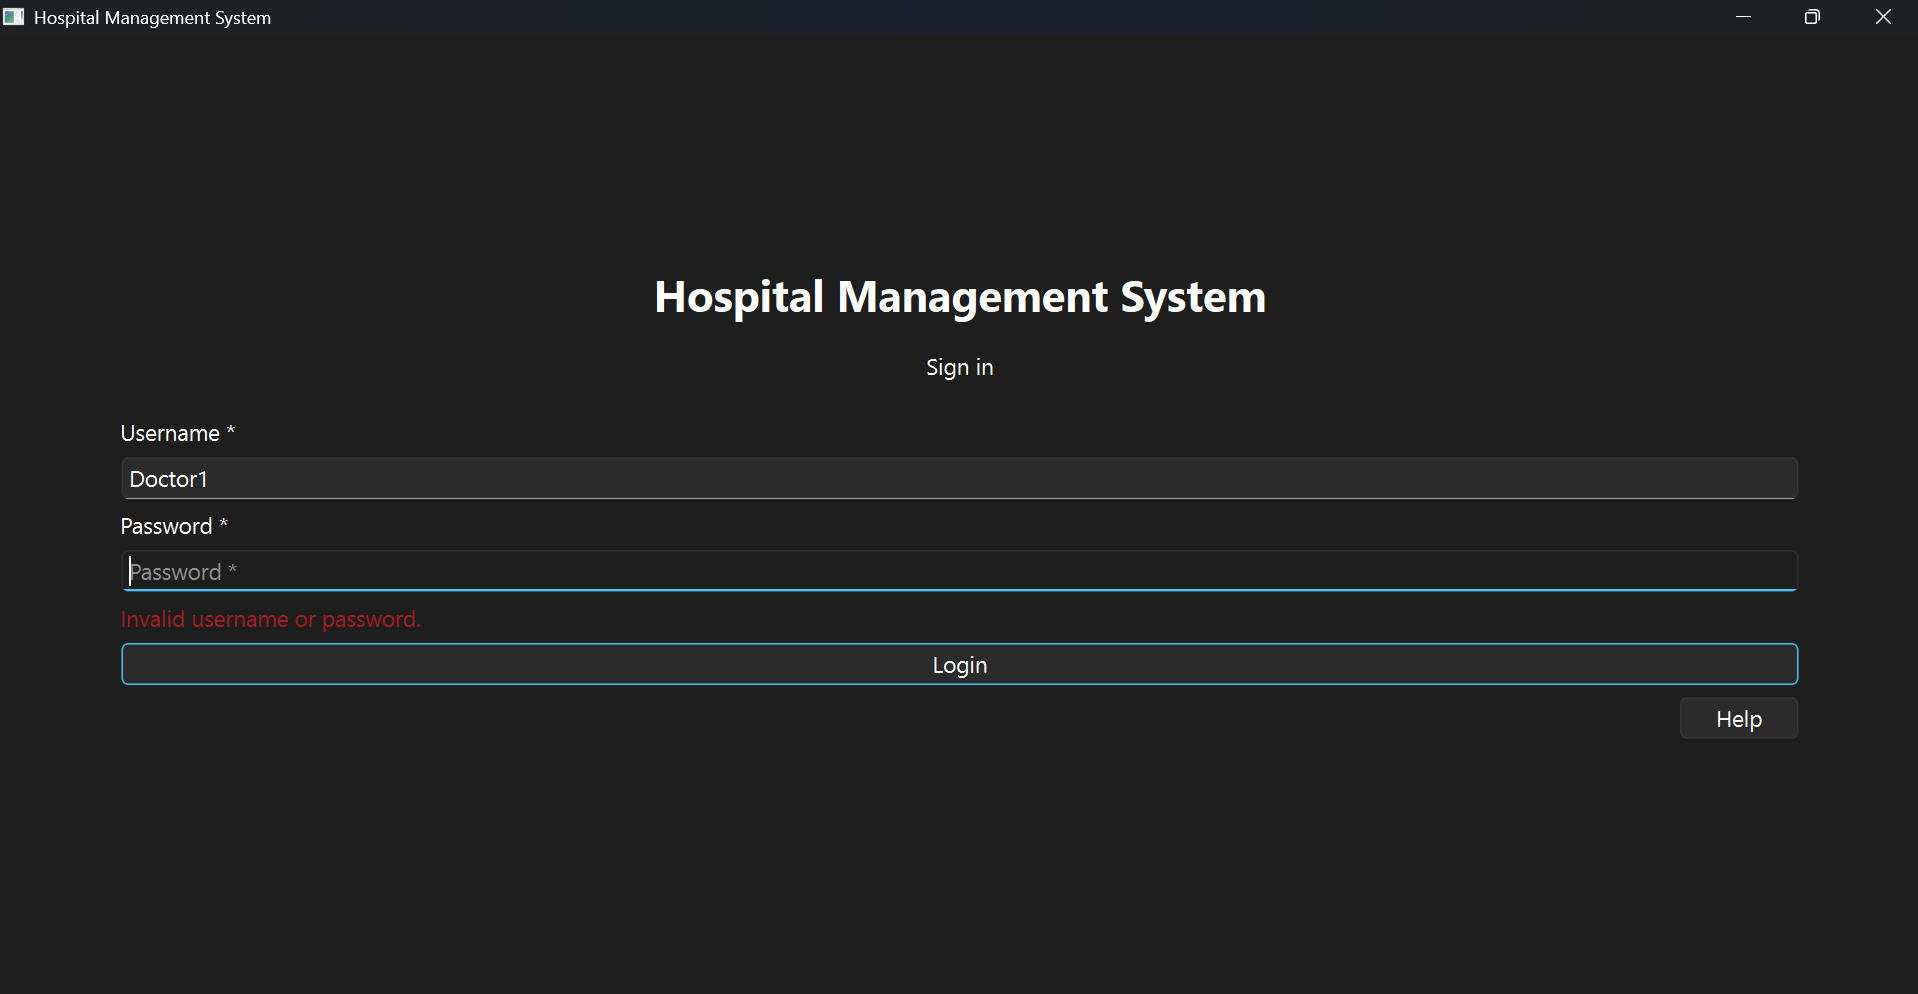 Hospital Management System
Hospital Management System
Sign in
Username *
Doctor1
Password *
Password *
Invalid username or password.
Login
Help